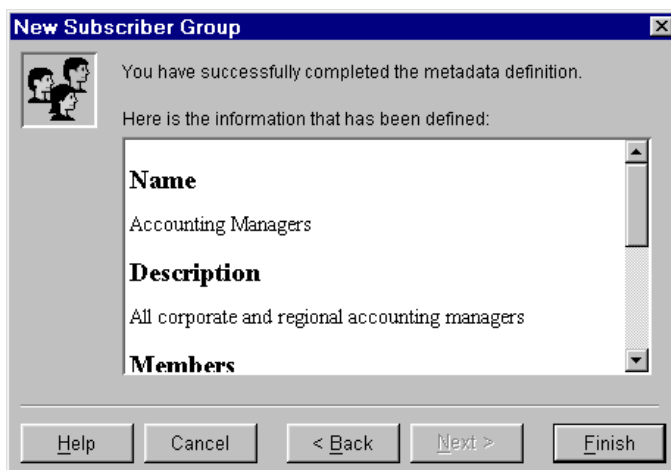 New Subscriber Group
You have successfully completed the metadata definition.
Here is the information that has been defined:
Name
Accounting Managers
Description
All corporate and regional accounting managers
Members
Help
Cancel
< Back
Next >
Finish